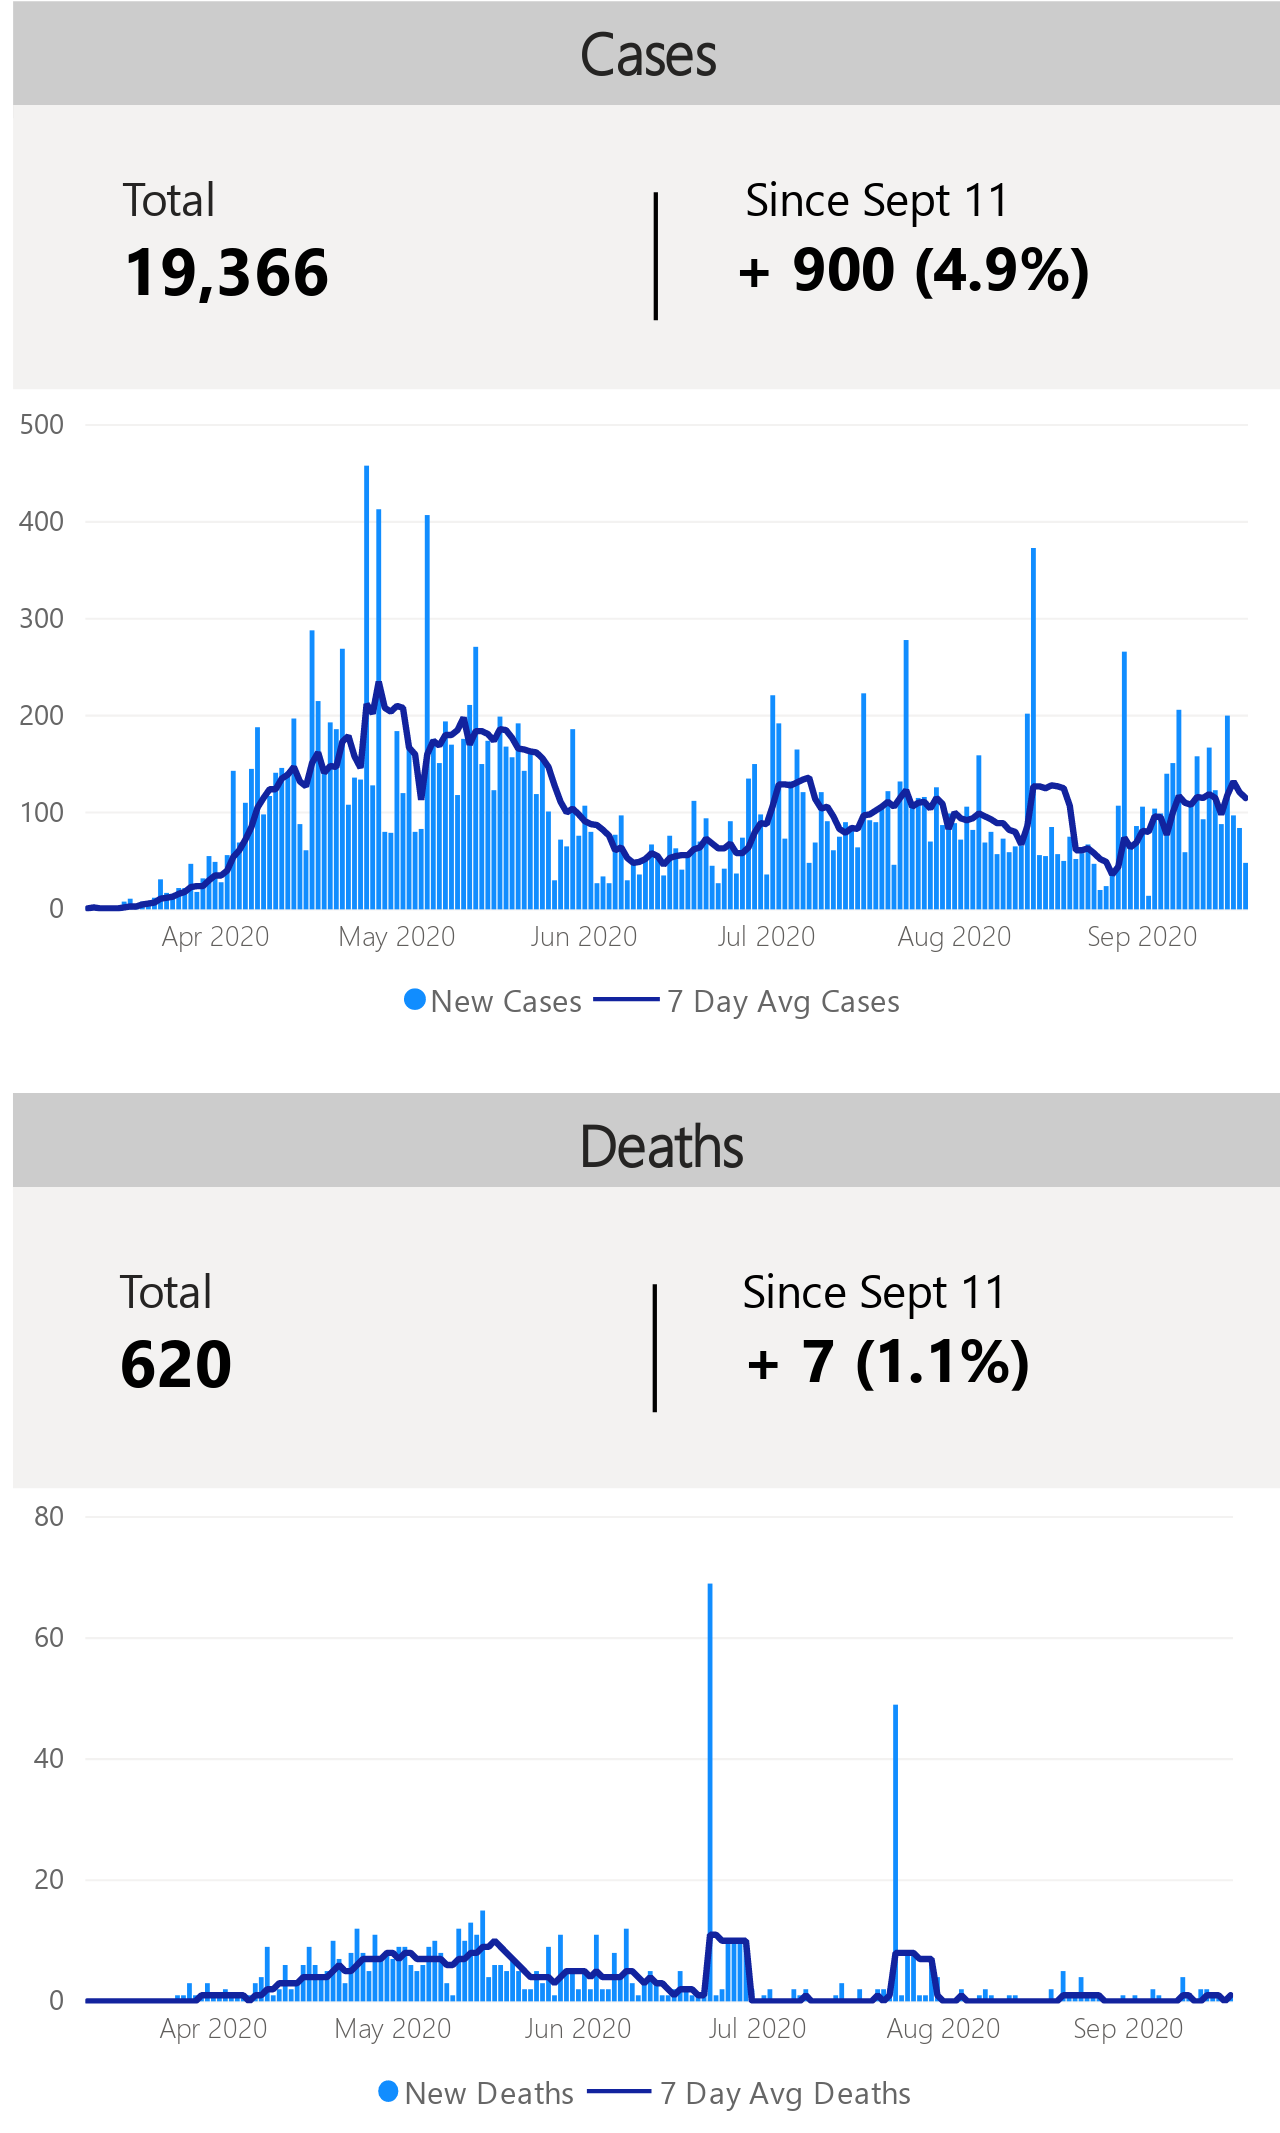 Cases
Total
Since Sept 11
19,366
+ 900 (4.9%)
500
400
300
200
100
0
Apr 2020 May 2020 Jun 2020 Jul 2020 Aug 2020 Sep 2020
New Cases 7 Day Avg Cases
Deaths
Total
Since Sept 11
620
+ 7 (1.1%)
80
60
40
20
0
Apr 2020 May 2020 Jun 2020 Jul 2020 Aug 2020 Sep 2020
New Deaths 7 Day Avg Deaths